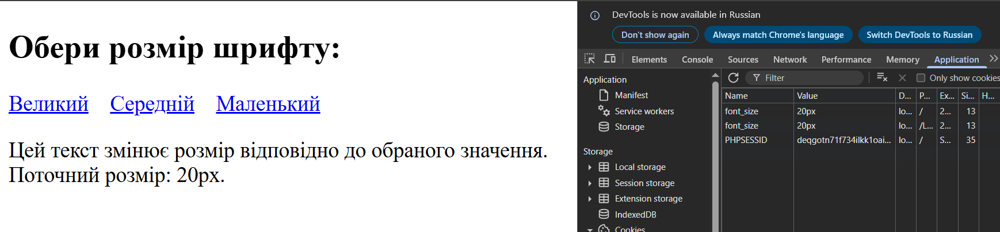 Обери розмір шрифту:
Великий Середній Маленький
Цей текст змінює розмір відповідно до обраного значення.
Поточний розмір: 20px.
DevTools is now available in Russian
Don't show again Always match Chrome's language Switch DevTools to Russian
Elements Console Sources Network Performance Memory Application
Application
Manifest
Service workers
Storage
Storage
Local storage
Session storage
Extension storage
IndexedDB
Cookies
Filter Only show cookies
Name Value D... P... Ex... Si... H...
font_size 20px lo... / 2... 13
font_size 20px lo... /L... 2... 13
PHPSESSID deqgotn71f734ilkk1oai... lo... / S... 35